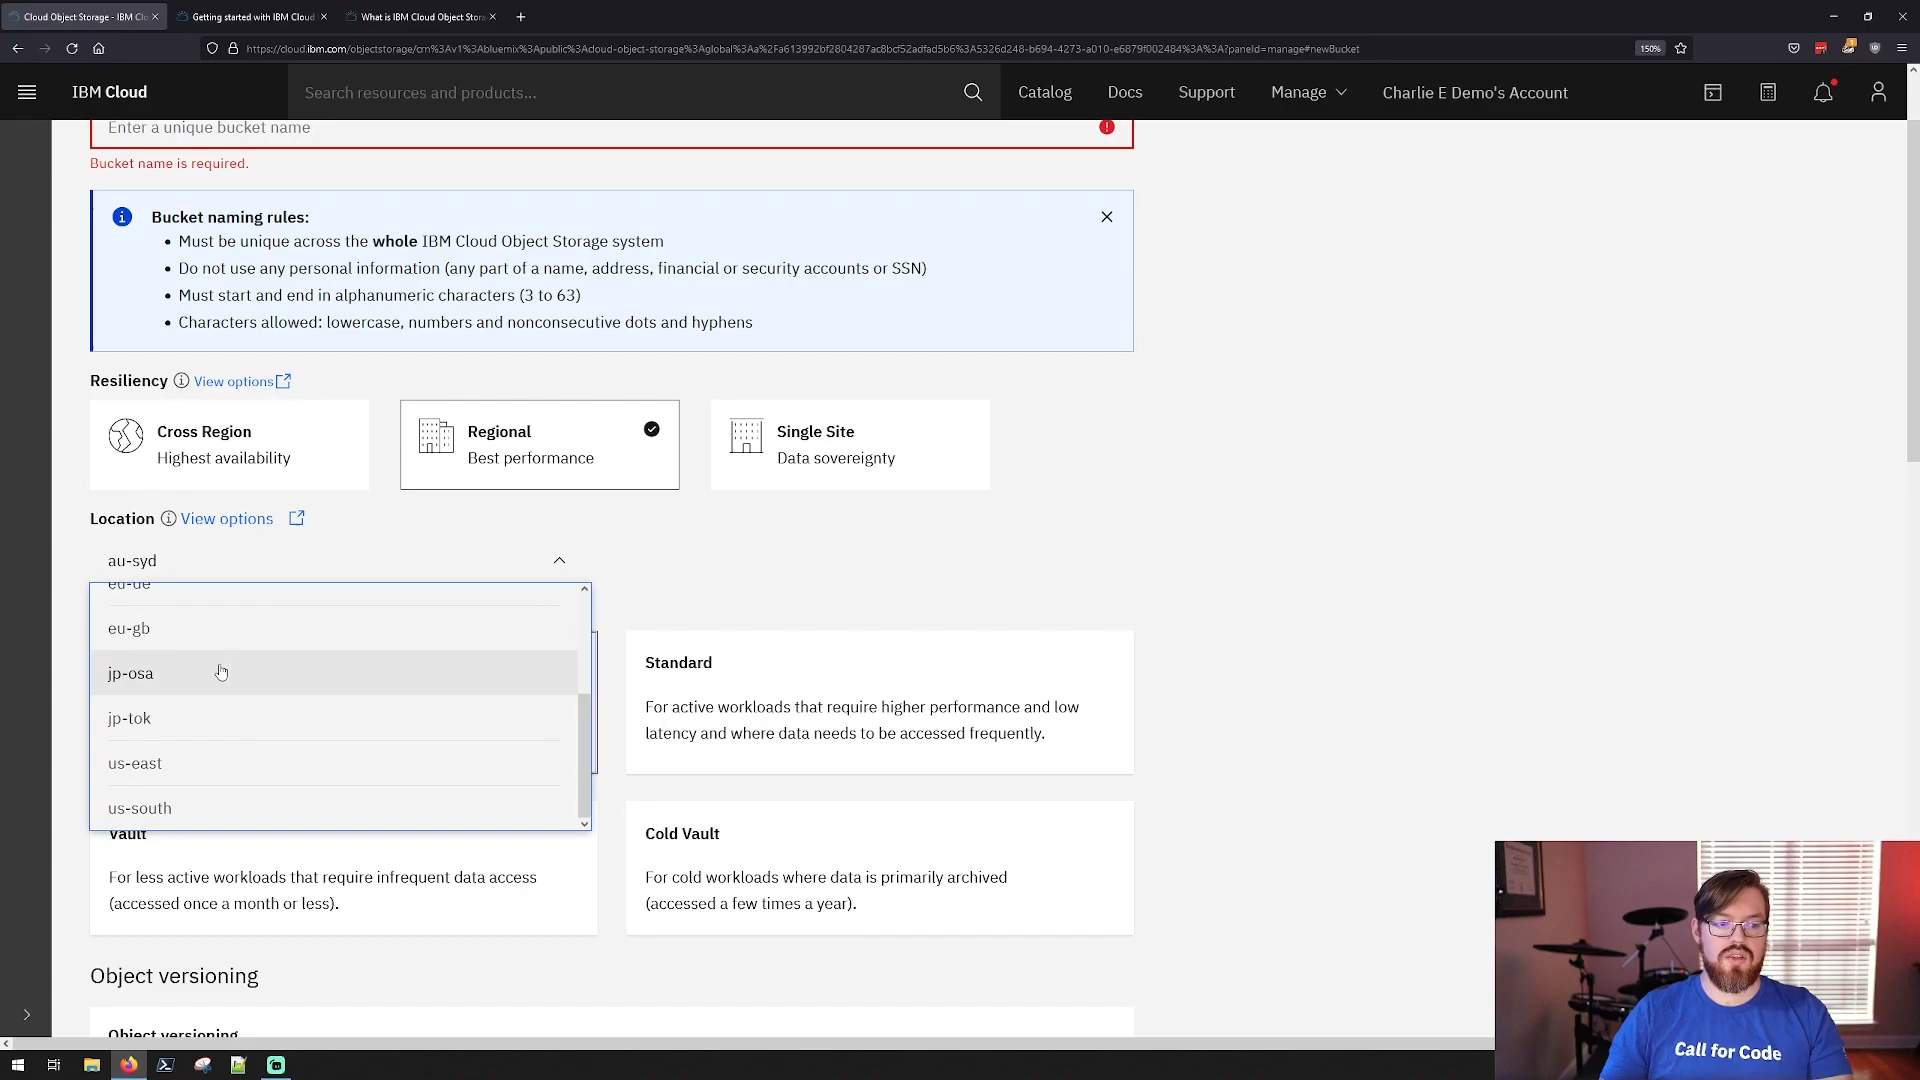 Cloud Object Storage - IBM Clo
Getting started with IBM Cloud
What is IBM Cloud Object Stora
https://cloud.ibm.com/objectstorage/crn%3Av1%3Abluemix%3Apublic%3Acloud-object-storage%3Aglobal%3Aa%2Fa613992bf2804287ac8bcf52adfad5b6%3A5326d248-b694-4273-a010-e6879f002484%3A%3A?paneId=manage#newBucket
150%
IBM Cloud
Search resources and products...
Catalog
Docs
Support
Manage
Charlie E Demo's Account
Enter a unique bucket name
Bucket name is required.
Bucket naming rules:
Must be unique across the whole IBM Cloud Object Storage system
Do not use any personal information (any part of a name, address, financial or security accounts or SSN)
Must start and end in alphanumeric characters (3 to 63)
Characters allowed: lowercase, numbers and nonconsecutive dots and hyphens
Resiliency View options
Cross Region
Highest availability
Regional
Best performance
Single Site
Data sovereignty
Location View options
au-syd
eu-de
eu-gb
jp-osa
jp-tok
us-east
us-south
Standard
For active workloads that require higher performance and low
latency and where data needs to be accessed frequently.
Vault
For less active workloads that require infrequent data access
(accessed once a month or less).
Cold Vault
For cold workloads where data is primarily archived
(accessed a few times a year).
Object versioning
Object versioning
Call for Code